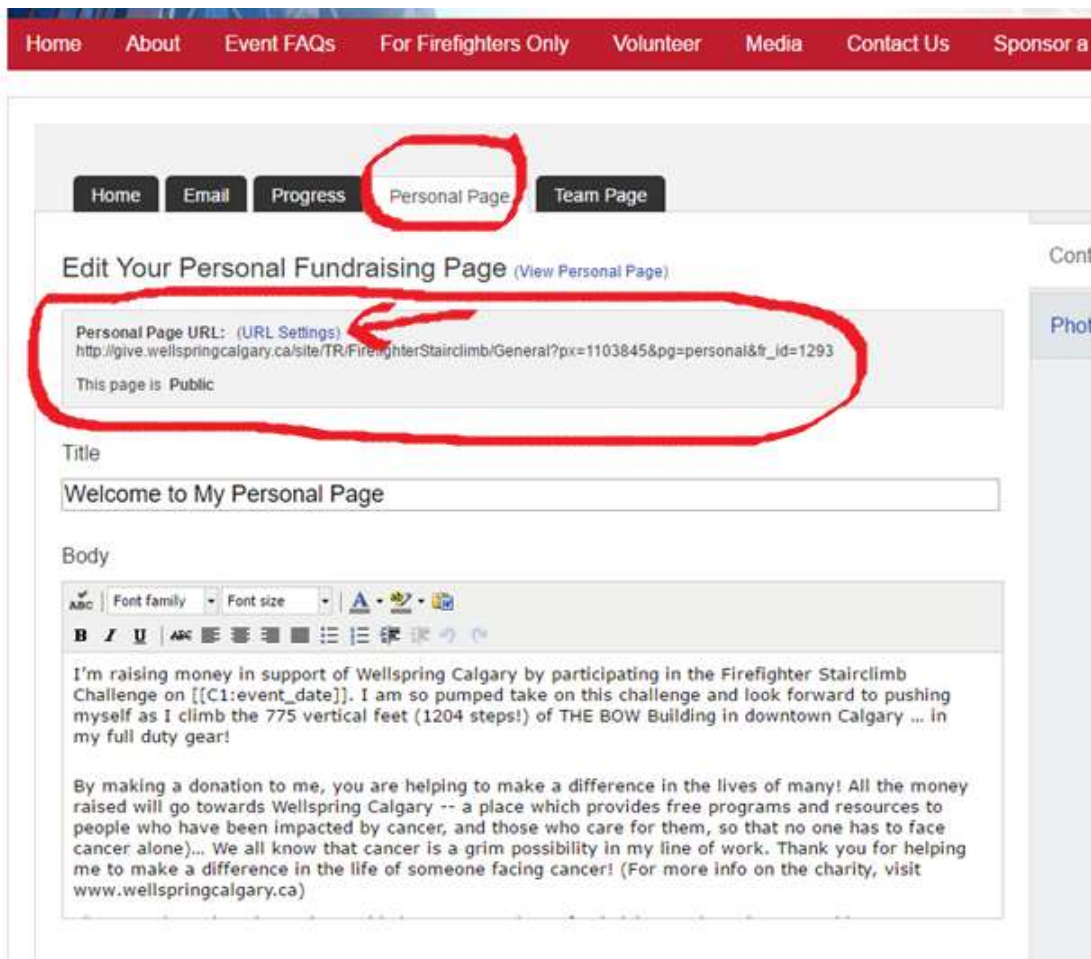 Home About Event FAQs For Firefighters Only Volunteer Media Contact Us Sponsor a
Home Email Progress Personal Page Team Page
Edit Your Personal Fundraising Page (View Personal Page)
Personal Page URL: (URL Settings)
http://give.wellspringcalgary.ca/site/TR/FirefighterStairclimb/General?px=1103845&pg=personal&fr_id=1293
This page is Public
Title
Welcome to My Personal Page
Body
ABC Font family Font size A ab
B I U ABC
I'm raising money in support of Wellspring Calgary by participating in the Firefighter Stairclimb
Challenge on [[C1:event_date]]. I am so pumped take on this challenge and look forward to pushing
myself as I climb the 775 vertical feet (1204 steps!) of THE BOW Building in downtown Calgary ... in
my full duty gear!
By making a donation to me, you are helping to make a difference in the lives of many! All the money
raised will go towards Wellspring Calgary -- a place which provides free programs and resources to
people who have been impacted by cancer, and those who care for them, so that no one has to face
cancer alone)... We all know that cancer is a grim possibility in my line of work. Thank you for helping
me to make a difference in the life of someone facing cancer! (For more info on the charity, visit
www.wellspringcalgary.ca)
Cont
Phot